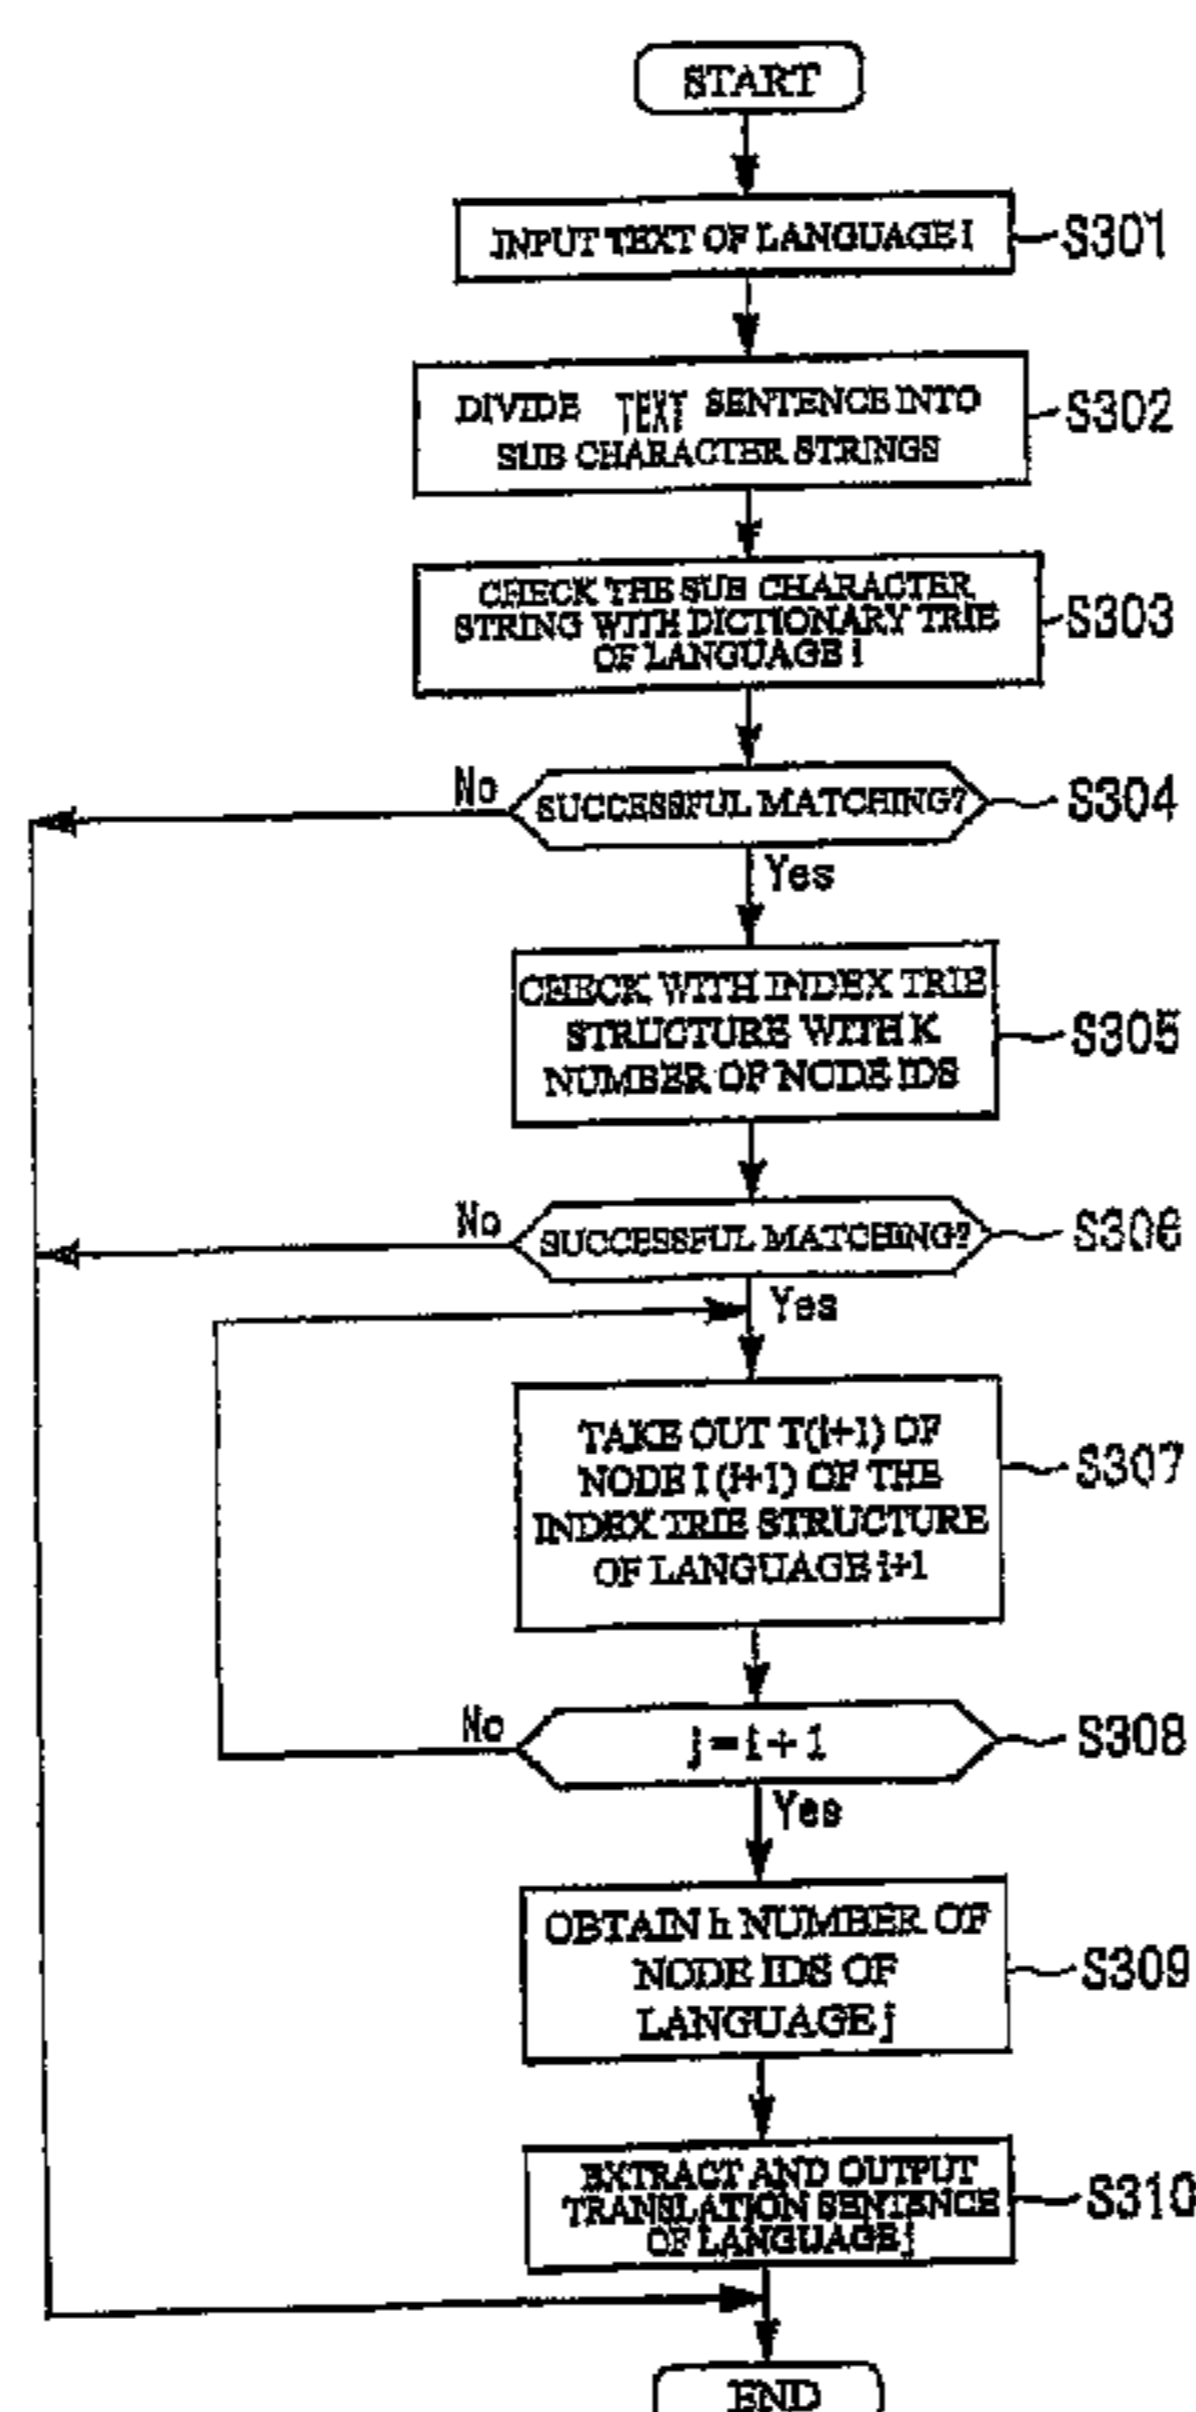 START
INPUT TEXT OF LANGUAGE I
S301
DIVIDE TEXT SENTENCE INTO
SUB CHARACTER STRINGS
S302
CHECK THE SUB CHARACTER
STRING WITH DICTIONARY TRIE
OF LANGUAGE i
S303
No
SUCCESSFUL MATCHING?
S304
Yes
CHECK WITH INDEX TRIE
STRUCTURE WITH K
NUMBER OF NODE IDS
S305
No
SUCCESSFUL MATCHING?
S306
Yes
TAKE OUT T(i+1) OF
NODE I (i+1) OF THE
INDEX TRIE STRUCTURE
OF LANGUAGE i+1
S307
No
j=i+1
S308
Yes
OBTAIN h NUMBER OF
NODE IDS OF
LANGUAGE j
S309
EXTRACT AND OUTPUT
TRANSLATION SENTENCE
OF LANGUAGE j
S310
END